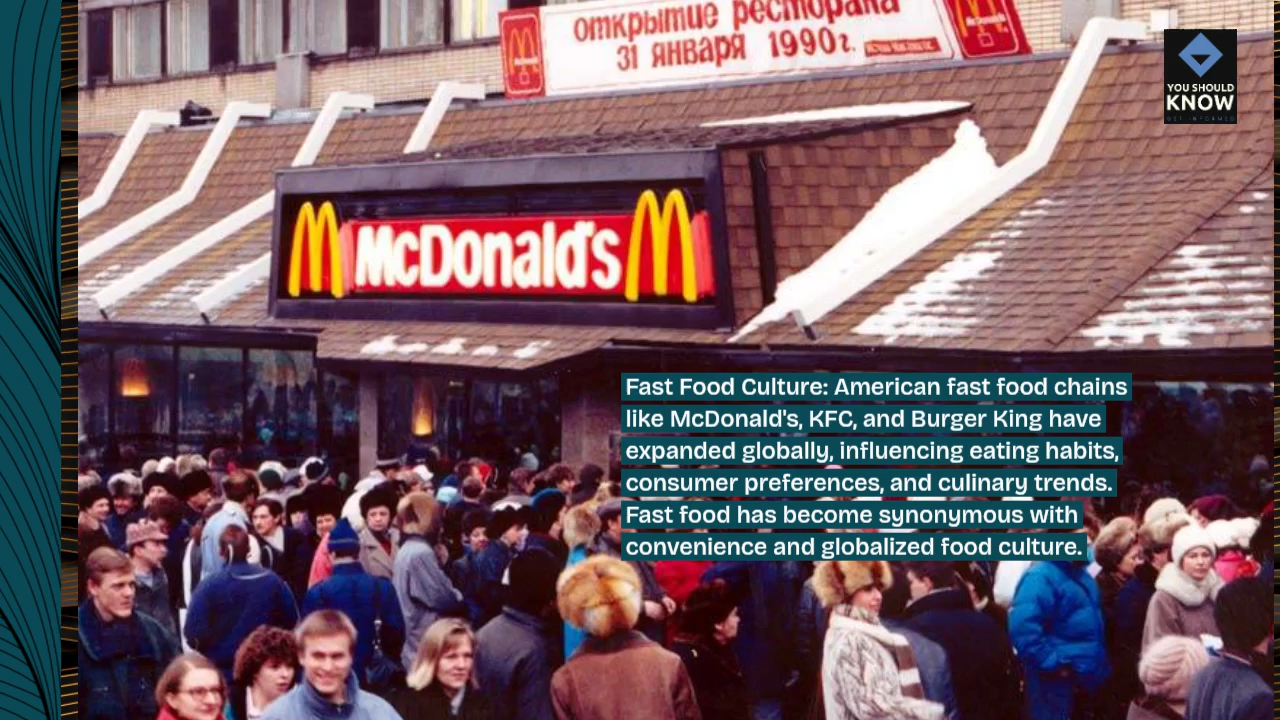 открытие ресторана
31 января 1990г.
McDonald's
YOU SHOULD
KNOW
GET INFORMED
Fast Food Culture: American fast food chains
like McDonald's, KFC, and Burger King have
expanded globally, influencing eating habits,
consumer preferences, and culinary trends.
Fast food has become synonymous with
convenience and globalized food culture.